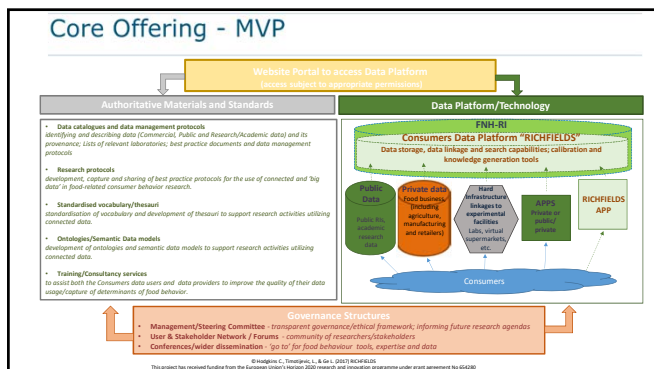 Core Offering - MVP
Website Portal to access Data Platform
(access subject to appropriate permissions)
Authoritative Materials and Standards
• Data catalogues and data management protocols
identifying and describing data (Commercial, Public and Research/Academic data) and its
provenance; Lists of relevant laboratories; best practice documents and data management
protocols
• Research protocols
development, capture and sharing of best practice protocols for the use of connected and 'big
data' in food-related consumer behavior research.
• Standardised vocabulary/thesauri
standardisation of vocabulary and development of thesauri to support research activities utilizing
connected data.
• Ontologies/Semantic Data models
development of ontologies and semantic data models to support research activities utilizing
connected data.
• Training/Consultancy services
to assist both the Consumers data users and data providers to improve the quality of their data
usage/capture of determinants of food behavior.
Data Platform/Technology
FNH-RI
Consumers Data Platform "RICHFIELDS"
Data storage, data linkage and search capabilities; calibration and
knowledge generation tools
Public
Data
Public fils,
academic
research
data
Private data
Food business,
(including
agriculture,
manufacturing
and retailers)
Hard
infrastructure
linkages to
experimental
facilities
Labs, virtual
supermarkets,
etc.
APPS
Private or
public/
private
RICHFIELDS
APP
Consumers
Governance Structures
• Management/Steering Committee - transparent governance/ethical framework; informing future research agendas
• User & Stakeholder Network / Forums - community of researchers/stakeholders
• Conferences/wider dissemination - 'go to' for food behaviour tools, expertise and data
© Hodgkins C., Timotijevic, L., & Ge L. (2017) RICHFIELDS
This project has received funding from the European Union's Horizon 2020 research and innovation programme under grant agreement No 654280